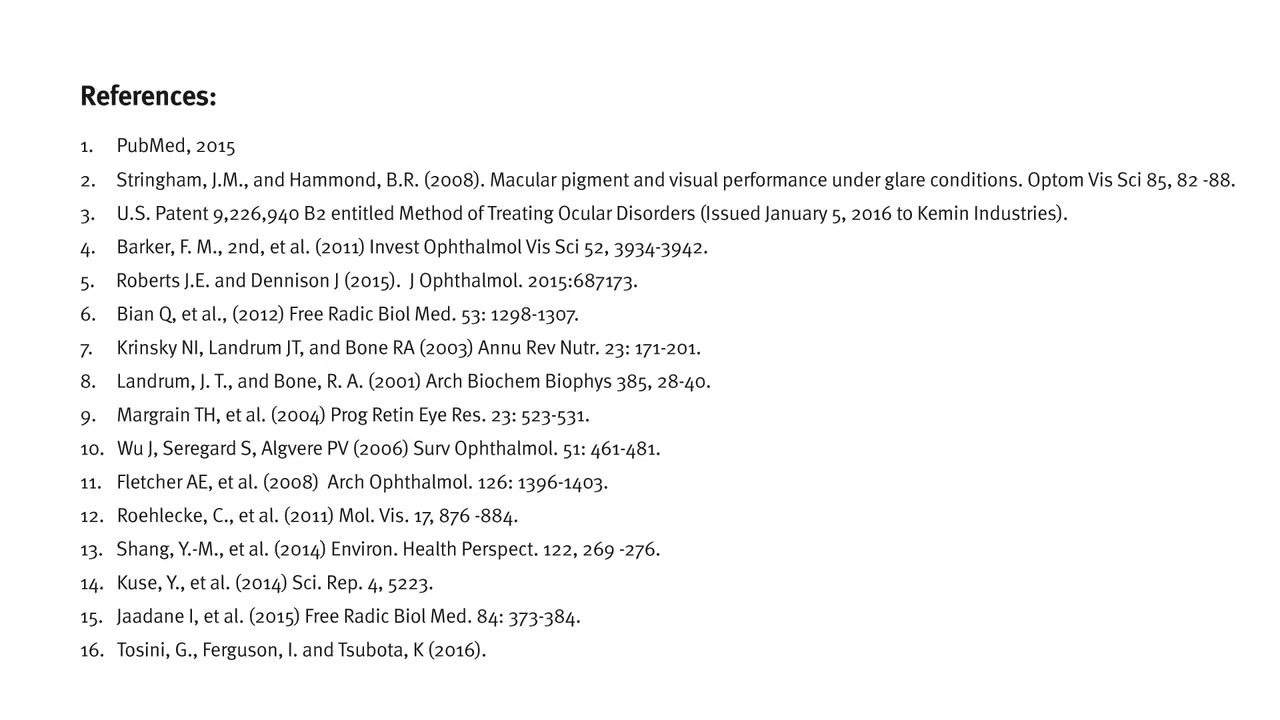 References:
1. PubMed, 2015
2. Stringham, J.M., and Hammond, B.R. (2008). Macular pigment and visual performance under glare conditions. Optom Vis Sci 85, 82 -88.
3. U.S. Patent 9,226,940 B2 entitled Method of Treating Ocular Disorders (Issued January 5, 2016 to Kemin Industries).
4. Barker, F. M., 2nd, et al. (2011) Invest Ophthalmol Vis Sci 52, 3934-3942.
5. Roberts J.E. and Dennison J (2015).  J Ophthalmol. 2015:687173.
6. Bian Q, et al., (2012) Free Radic Biol Med. 53: 1298-1307.
7. Krinsky NI, Landrum JT, and Bone RA (2003) Annu Rev Nutr. 23: 171-201.
8. Landrum, J. T., and Bone, R. A. (2001) Arch Biochem Biophys 385, 28-40.
9. Margrain TH, et al. (2004) Prog Retin Eye Res. 23: 523-531.
10. Wu J, Seregard S, Algvere PV (2006) Surv Ophthalmol. 51: 461-481.
11. Fletcher AE, et al. (2008)  Arch Ophthalmol. 126: 1396-1403.
12. Roehlecke, C., et al. (2011) Mol. Vis. 17, 876 -884.
13. Shang, Y.-M., et al. (2014) Environ. Health Perspect. 122, 269 -276.
14. Kuse, Y., et al. (2014) Sci. Rep. 4, 5223.
15. Jaadane I, et al. (2015) Free Radic Biol Med. 84: 373-384.
16. Tosini, G., Ferguson, I. and Tsubota, K (2016).